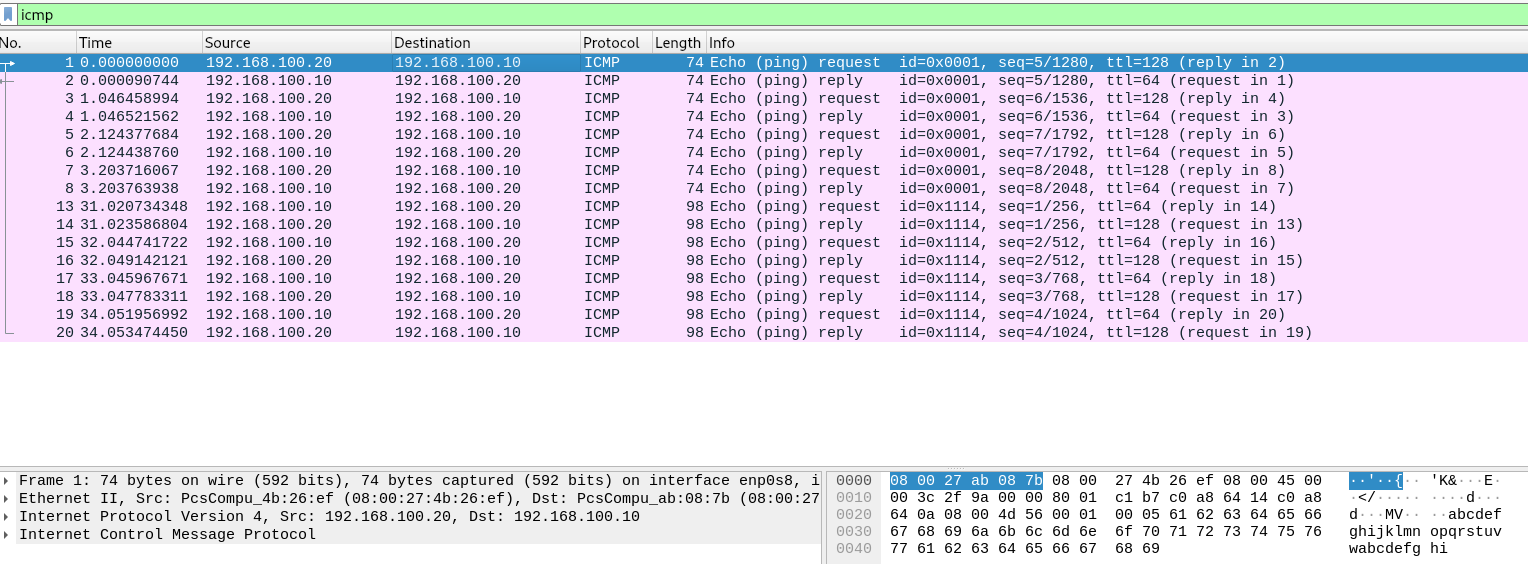 icmp
No. Time Source Destination Protocol Length Info
1 0.000000000 192.168.100.20 192.168.100.10 ICMP 74 Echo (ping) request id=0x0001, seq=5/1280, ttl=128 (reply in 2)
2 0.000090744 192.168.100.10 192.168.100.20 ICMP 74 Echo (ping) reply id=0x0001, seq=5/1280, ttl=64 (request in 1)
3 1.046458994 192.168.100.20 192.168.100.10 ICMP 74 Echo (ping) request id=0x0001, seq=6/1536, ttl=128 (reply in 4)
4 1.046521562 192.168.100.10 192.168.100.20 ICMP 74 Echo (ping) reply id=0x0001, seq=6/1536, ttl=64 (request in 3)
5 2.124377684 192.168.100.20 192.168.100.10 ICMP 74 Echo (ping) request id=0x0001, seq=7/1792, ttl=128 (reply in 6)
6 2.124438760 192.168.100.10 192.168.100.20 ICMP 74 Echo (ping) reply id=0x0001, seq=7/1792, ttl=64 (request in 5)
7 3.203716067 192.168.100.20 192.168.100.10 ICMP 74 Echo (ping) request id=0x0001, seq=8/2048, ttl=128 (reply in 8)
8 3.203763938 192.168.100.10 192.168.100.20 ICMP 74 Echo (ping) reply id=0x0001, seq=8/2048, ttl=64 (request in 7)
13 31.020734348 192.168.100.10 192.168.100.20 ICMP 98 Echo (ping) request id=0x1114, seq=1/256, ttl=64 (reply in 14)
14 31.023586804 192.168.100.20 192.168.100.10 ICMP 98 Echo (ping) reply id=0x1114, seq=1/256, ttl=128 (request in 13)
15 32.044741722 192.168.100.10 192.168.100.20 ICMP 98 Echo (ping) request id=0x1114, seq=2/512, ttl=64 (reply in 16)
16 32.049142121 192.168.100.20 192.168.100.10 ICMP 98 Echo (ping) reply id=0x1114, seq=2/512, ttl=128 (request in 15)
17 33.045967671 192.168.100.10 192.168.100.20 ICMP 98 Echo (ping) request id=0x1114, seq=3/768, ttl=64 (reply in 18)
18 33.047783311 192.168.100.20 192.168.100.10 ICMP 98 Echo (ping) reply id=0x1114, seq=3/768, ttl=128 (request in 17)
19 34.051956992 192.168.100.10 192.168.100.20 ICMP 98 Echo (ping) request id=0x1114, seq=4/1024, ttl=64 (reply in 20)
20 34.053474450 192.168.100.20 192.168.100.10 ICMP 98 Echo (ping) reply id=0x1114, seq=4/1024, ttl=128 (request in 19)
Frame 1: 74 bytes on wire (592 bits), 74 bytes captured (592 bits) on interface enp0s8, i
Ethernet II, Src: PcsCompu_4b:26:ef (08:00:27:4b:26:ef), Dst: PcsCompu_ab:08:7b (08:00:27
Internet Protocol Version 4, Src: 192.168.100.20, Dst: 192.168.100.10
Internet Control Message Protocol
0000 08 00 27 ab 08 7b 08 00 27 4b 26 ef 08 00 45 00 ··'··{·· 'K&···E·
0010 00 3c 2f 9a 00 00 80 01 c1 b7 c0 a8 64 14 c0 a8 ·</····· ····d···
0020 64 0a 08 00 4d 56 00 01 00 05 61 62 63 64 65 66 d···MV·· ··abcdef
0030 67 68 69 6a 6b 6c 6d 6e 6f 70 71 72 73 74 75 76 ghijklmn opqrstuv
0040 77 61 62 63 64 65 66 67 68 69 wabcdefg hi